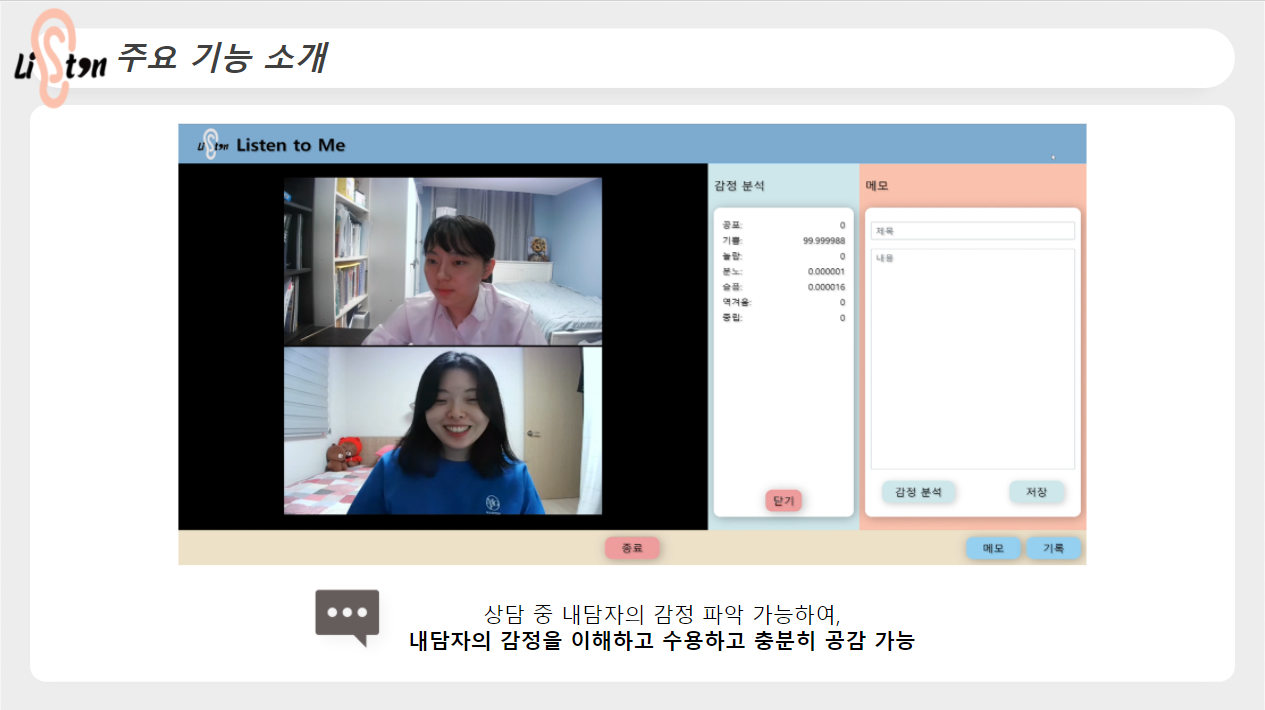 Liston
주요 기능 소개
Liston
Listen to Me
감정 분석
메모
공포: 0
기쁨: 99.999988
놀람: 0
분노: 0.000001
슬픔: 0.000016
역겨움: 0
중립: 0
제목
내용
닫기
감정 분석
저장
종료
메모
기록
상담 중 내담자의 감정 파악 가능하여,
내담자의 감정을 이해하고 수용하고 충분히 공감 가능